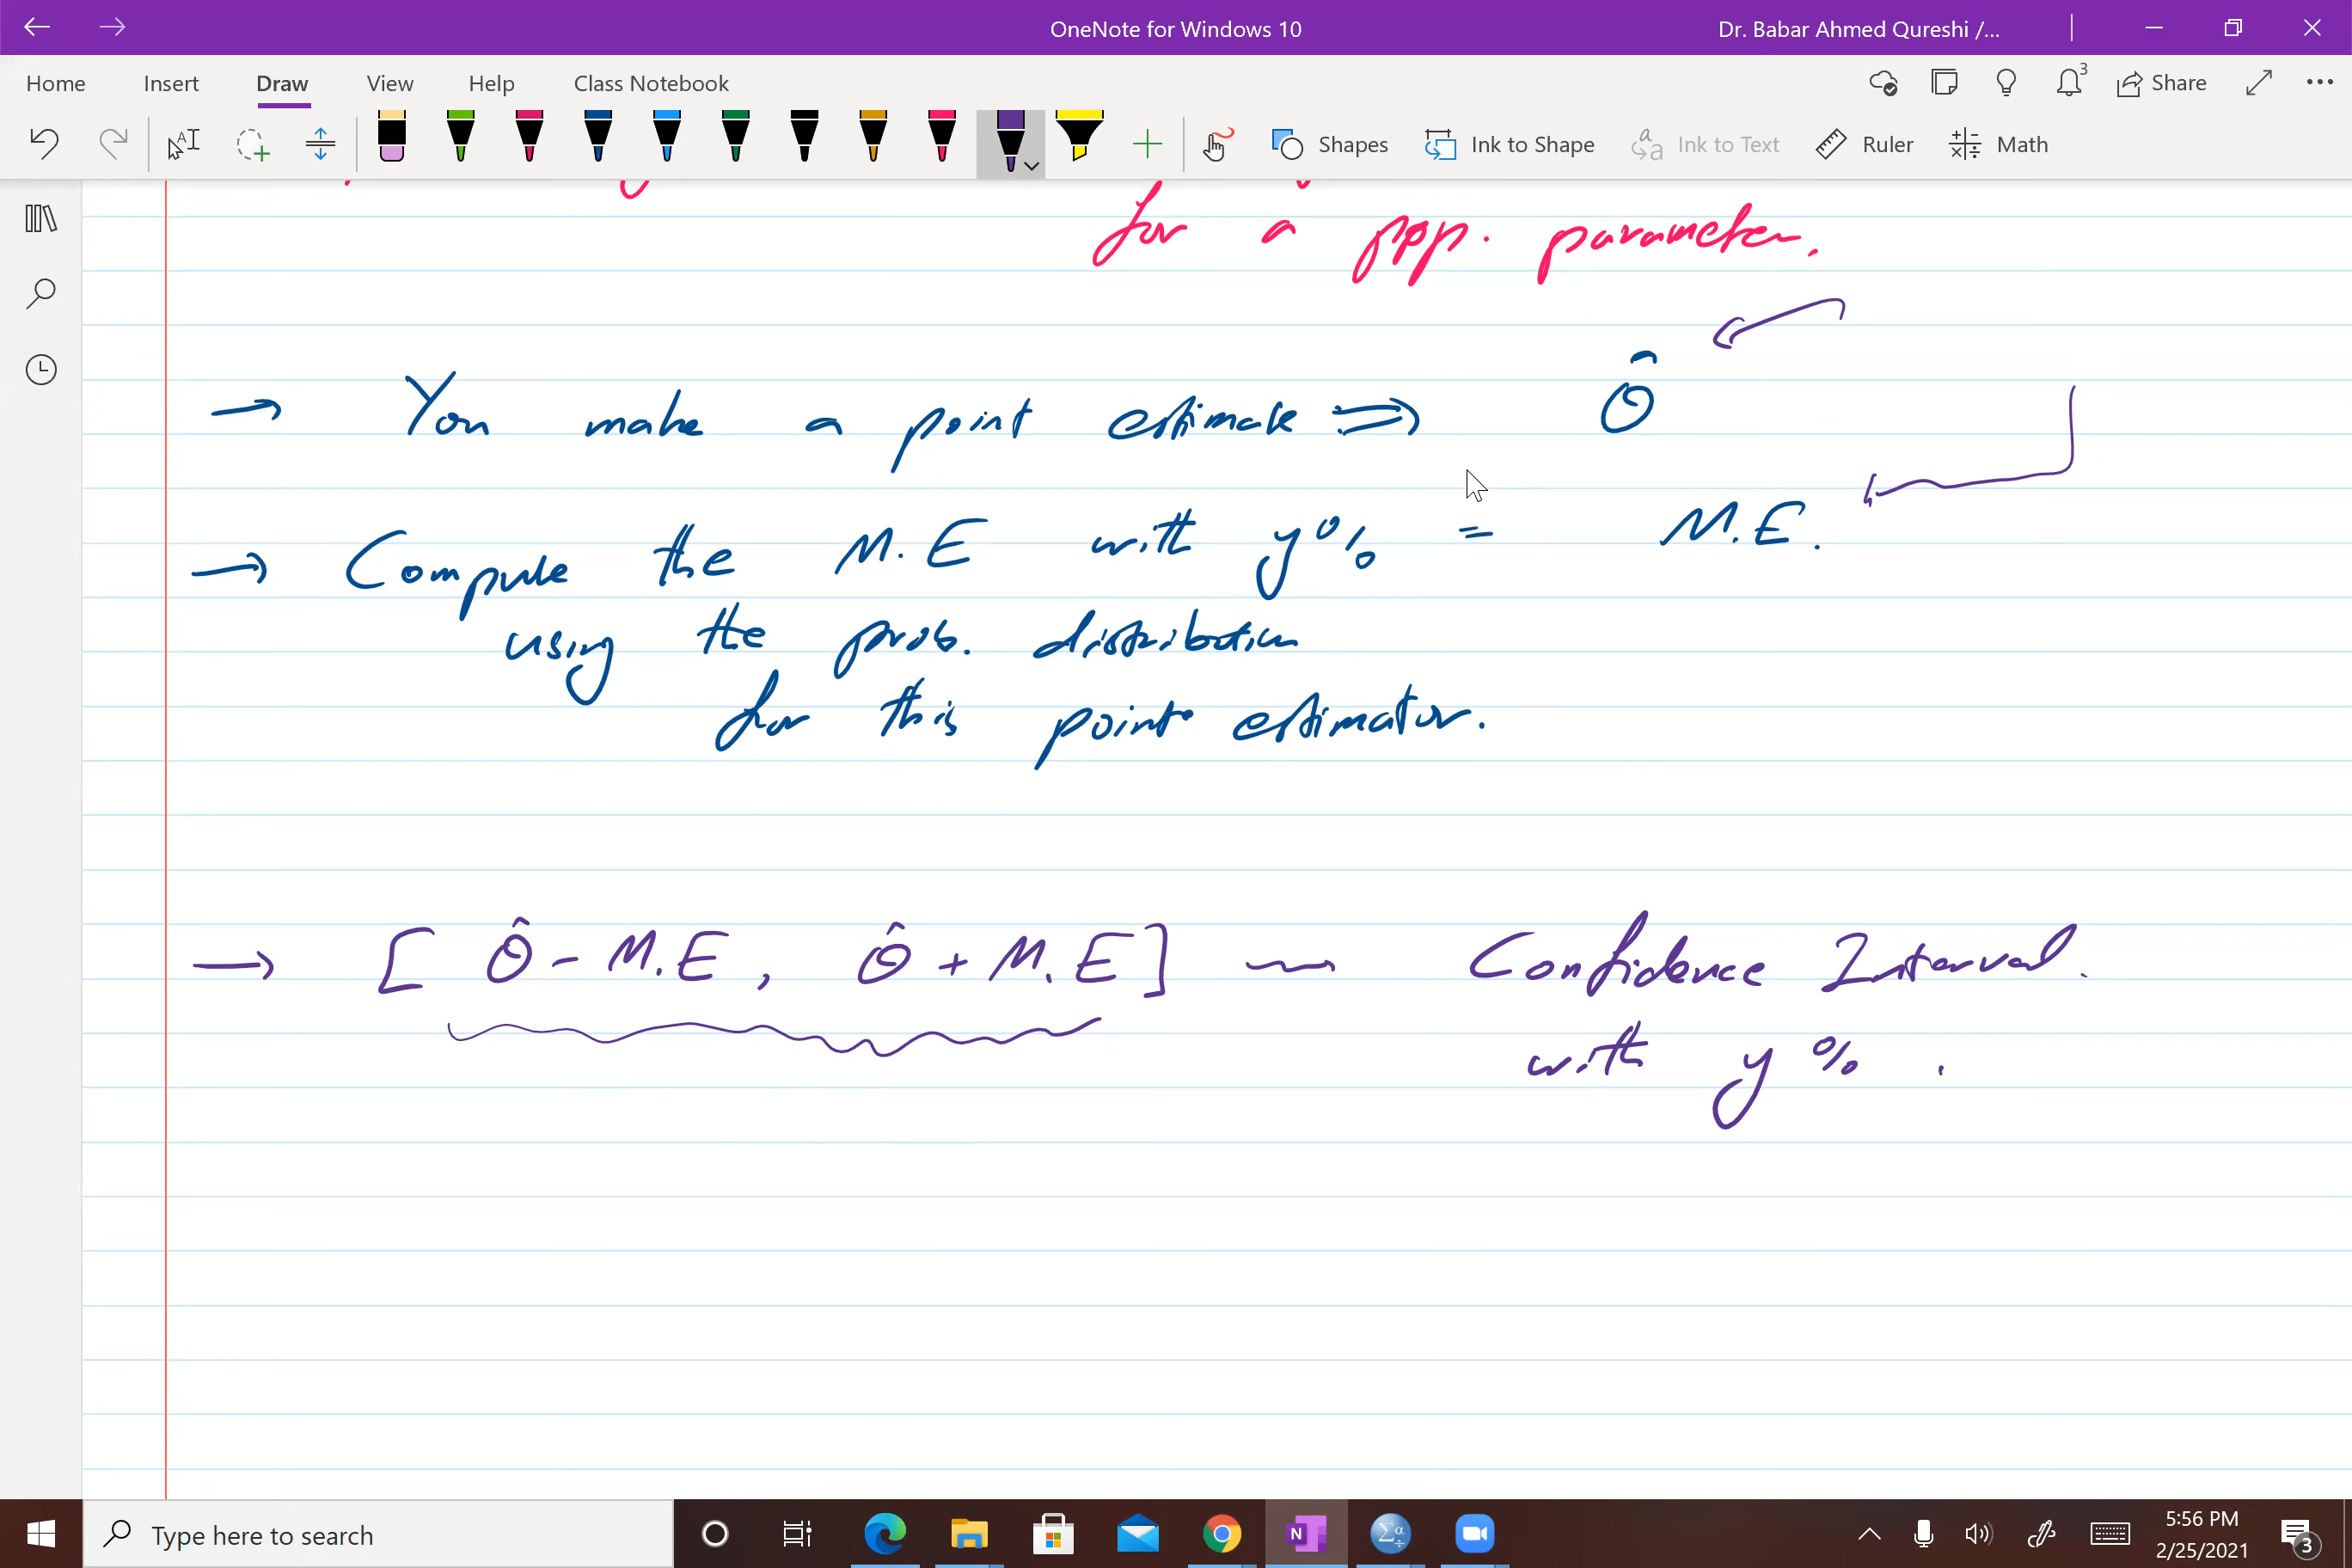 OneNote for Windows 10
Dr. Babar Ahmed Qureshi /...
Home Insert Draw View Help Class Notebook
3
Share
Shapes Ink to Shape Ink to Text Ruler Math
for a pop. parameter.
→ You make a point estimate ⇒ Θ̂
→ Compute the M.E with y% = M.E.
using the prob. distribution
for this point estimator.
→ [ Θ̂ - M.E, Θ̂ + M.E ] ⇝ Confidence Interval.
with y% .
Type here to search
5:56 PM
2/25/2021
3